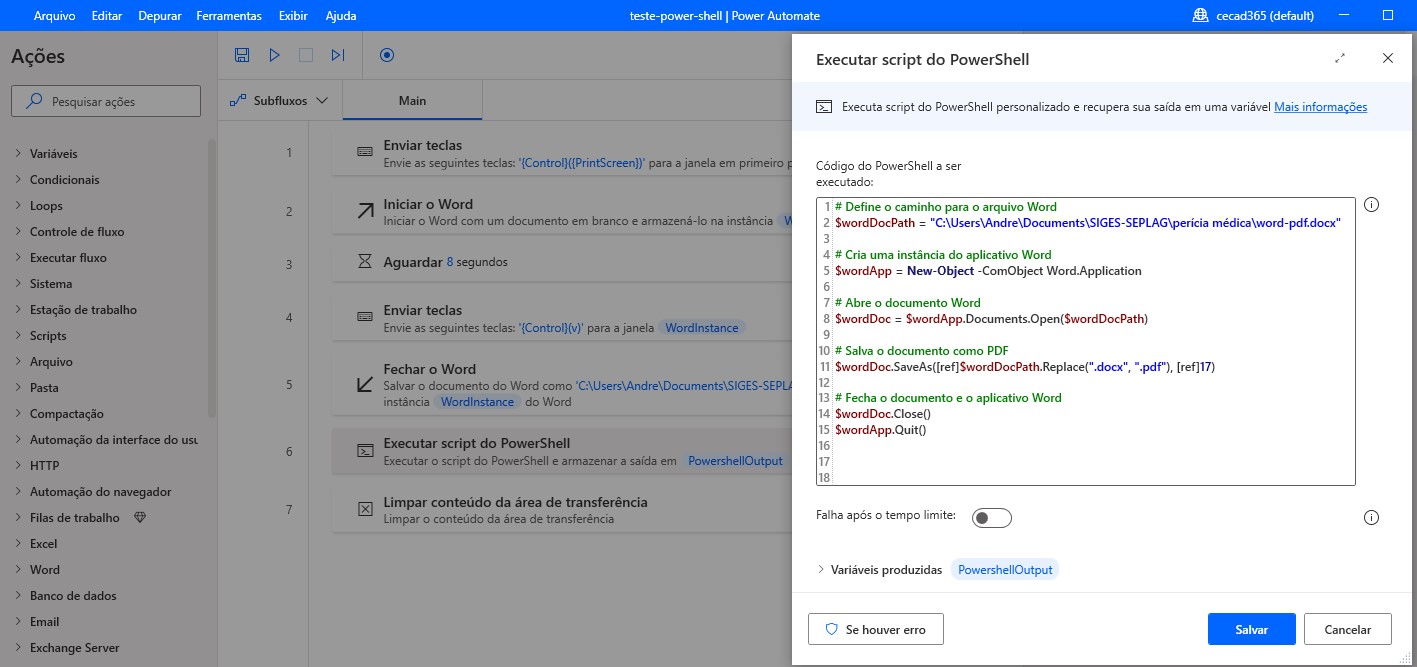 Arquivo Editar Depurar Ferramentas Exibir Ajuda teste-power-shell | Power Automate cecad365 (default)
Ações
Pesquisar ações
Variáveis
Condicionais
Loops
Controle de fluxo
Executar fluxo
Sistema
Estação de trabalho
Scripts
Arquivo
Pasta
Compactação
Automação da interface do usu
HTTP
Automação do navegador
Filas de trabalho
Excel
Word
Banco de dados
Email
Exchange Server
Subfluxos Main
1 Enviar teclas
Envie as seguintes teclas: '{Control}({PrintScreen})' para a janela em primeiro p
2 Iniciar o Word
Iniciar o Word com um documento em branco e armazená-lo na instância W
3 Aguardar 8 segundos
4 Enviar teclas
Envie as seguintes teclas: '{Control}(v)' para a janela WordInstance
5 Fechar o Word
Salvar o documento do Word como 'C:\Users\Andre\Documents\SIGES-SEPLA
instância WordInstance do Word
6 Executar script do PowerShell
Executar o script do PowerShell e armazenar a saída em PowershellOutput
7 Limpar conteúdo da área de transferência
Limpar o conteúdo da área de transferência
Executar script do PowerShell
Executa script do PowerShell personalizado e recupera sua saída em uma variável Mais informações
Código do PowerShell a ser
executado:
1 # Define o caminho para o arquivo Word
2 $wordDocPath = "C:\Users\Andre\Documents\SIGES-SEPLAG\perícia médica\word-pdf.docx"
3
4 # Cria uma instância do aplicativo Word
5 $wordApp = New-Object -ComObject Word.Application
6
7 # Abre o documento Word
8 $wordDoc = $wordApp.Documents.Open($wordDocPath)
9
10 # Salva o documento como PDF
11 $wordDoc.SaveAs([ref]$wordDocPath.Replace(".docx", ".pdf"), [ref]17)
12
13 # Fecha o documento e o aplicativo Word
14 $wordDoc.Close()
15 $wordApp.Quit()
16
17
18
Falha após o tempo limite:
Variáveis produzidas PowershellOutput
Se houver erro Salvar Cancelar